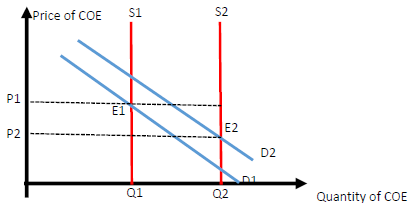 Price of COE
S1
S2
P1
E1
P2
E2
D2
D1
Q1
Q2
Quantity of COE